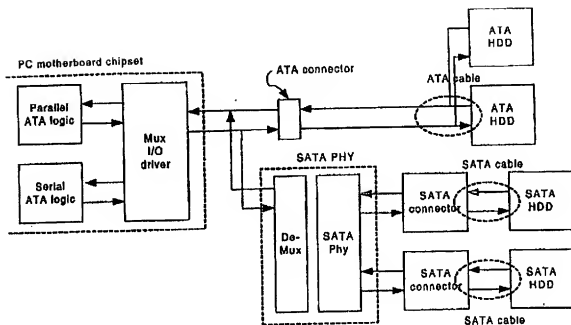 PC motherboard chipset
Parallel
ATA logic
Serial
ATA logic
Mux
I/O
driver
ATA connector
ATA
HDD
ATA cable
ATA
HDD
SATA PHY
De-
Mux
SATA
Phy
SATA cable
SATA
connector
SATA
HDD
SATA
connector
SATA
HDD
SATA cable